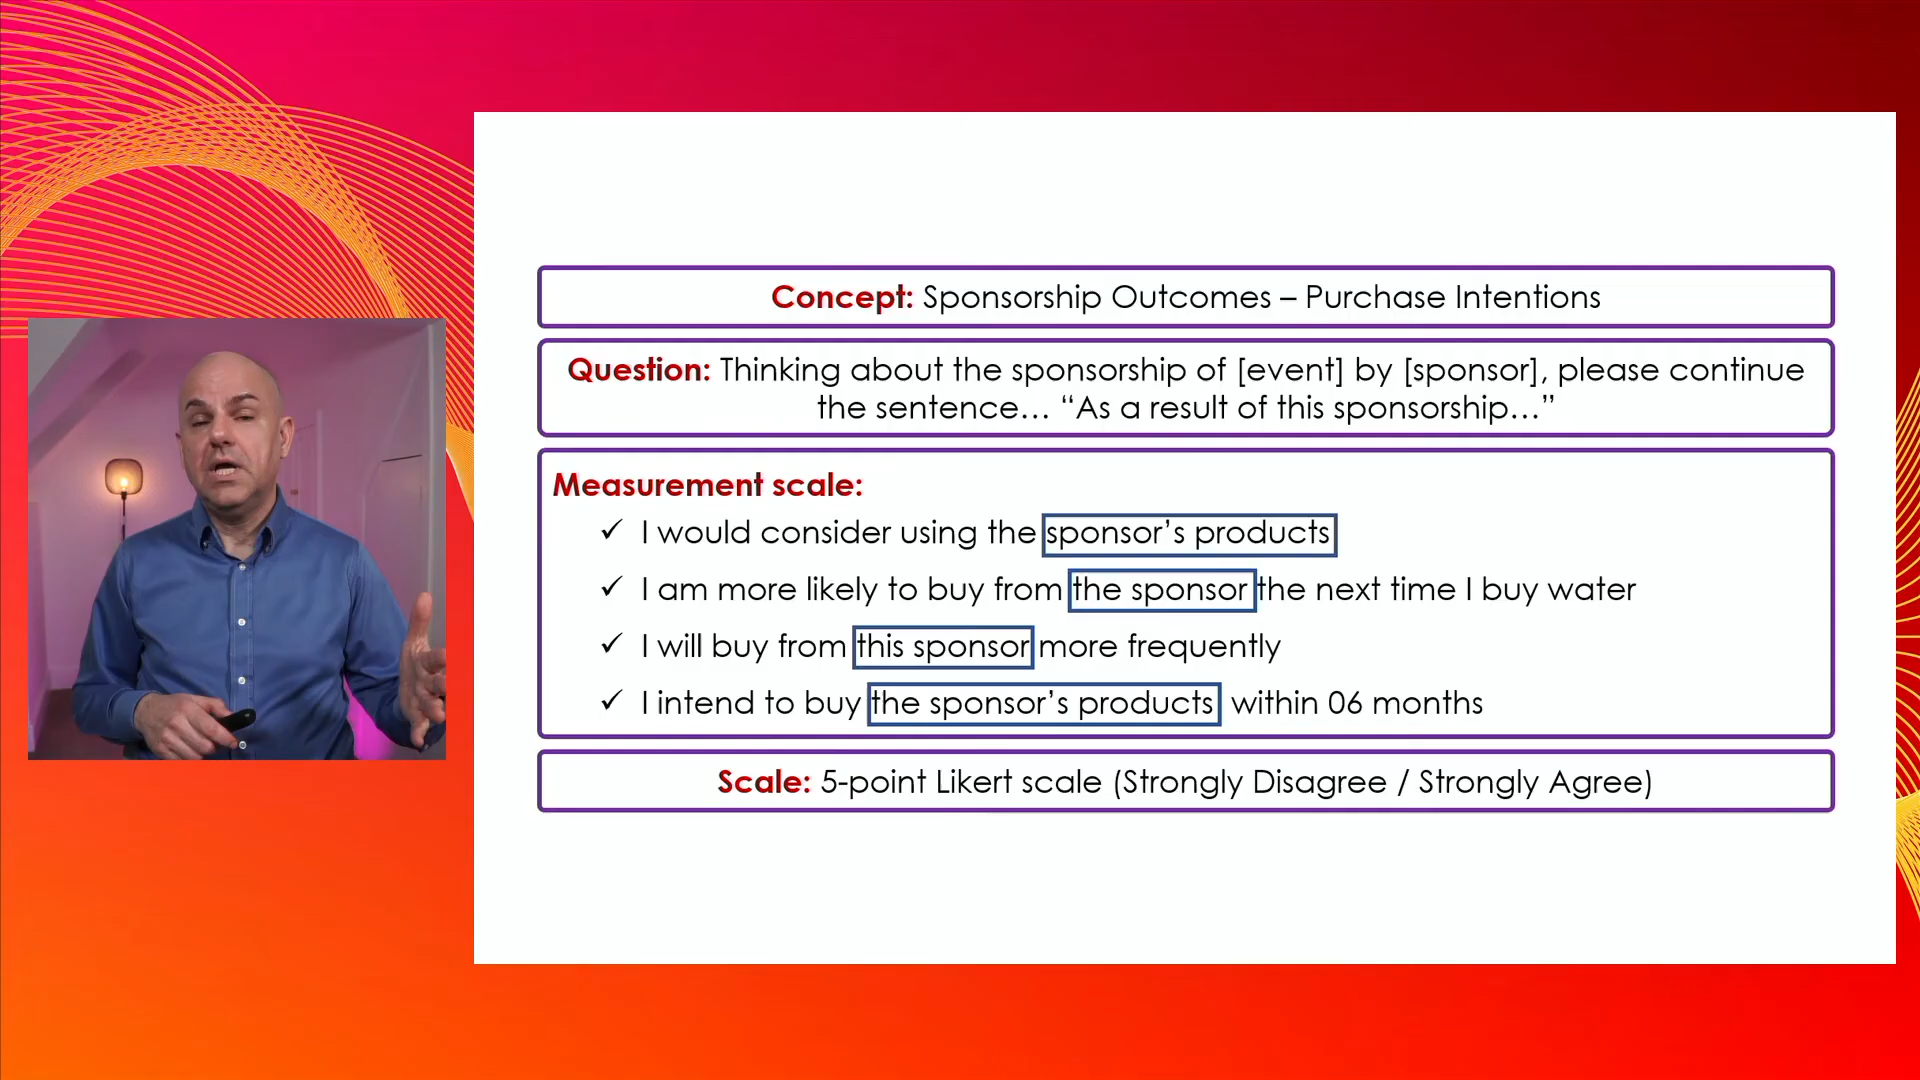 Concept: Sponsorship Outcomes – Purchase Intentions
Question: Thinking about the sponsorship of [event] by [sponsor], please continue
the sentence… “As a result of this sponsorship…”
Measurement scale:
✓ I would consider using the sponsor’s products
✓ I am more likely to buy from the sponsor the next time I buy water
✓ I will buy from this sponsor more frequently
✓ I intend to buy the sponsor’s products within 06 months
Scale: 5-point Likert scale (Strongly Disagree / Strongly Agree)